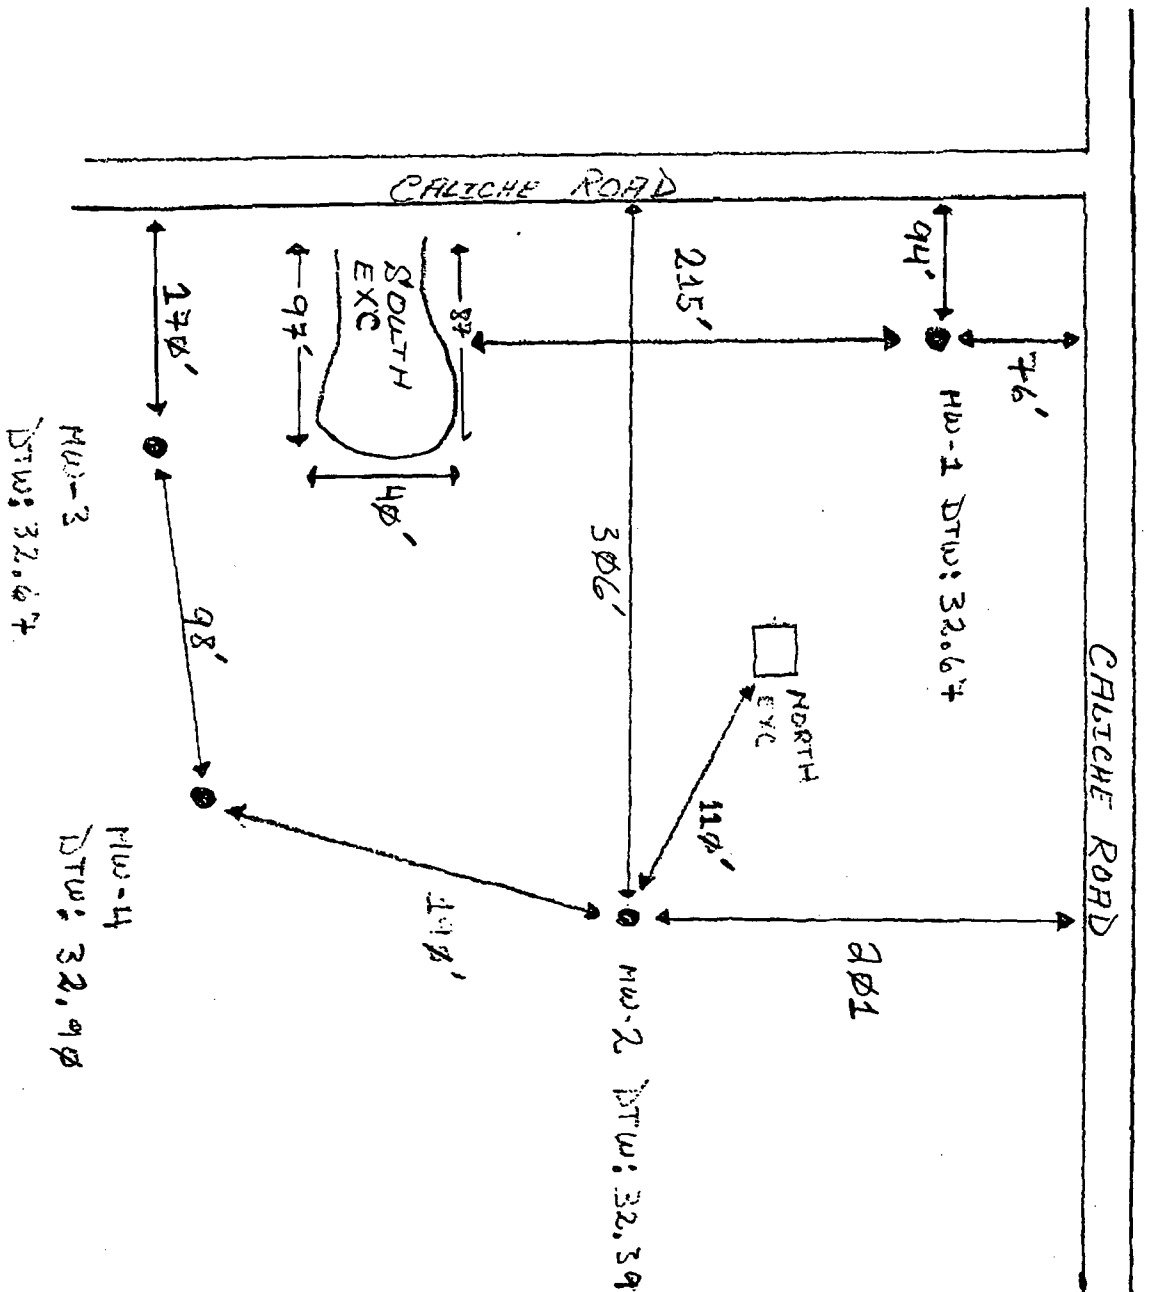 CALICHE ROAD
CALICHE ROAD
94'
76'
MW-1 DTW: 32.67
215'
SOUTH
EXC
87
97'
40'
306'
NORTH
EXC
110'
201
MW-2 DTW: 32.39
170'
MW-3
DTW: 32.67
98'
MW-4
DTW: 32.90